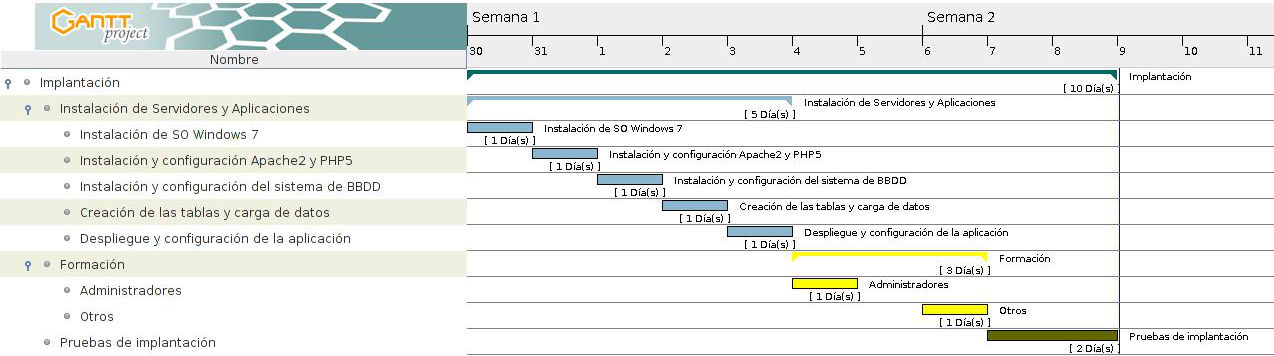 GANTT
project
Semana 1
Semana 2
Nombre
30 31 1 2 3 4 5 6 7 8 9 10 11
Implantación
Implantación
[ 10 Día(s) ]
Instalación de Servidores y Aplicaciones
Instalación de Servidores y Aplicaciones
[ 5 Día(s) ]
Instalación de SO Windows 7
Instalación de SO Windows 7
[ 1 Día(s) ]
Instalación y configuración Apache2 y PHP5
Instalación y configuración Apache2 y PHP5
[ 1 Día(s) ]
Instalación y configuración del sistema de BBDD
Instalación y configuración del sistema de BBDD
[ 1 Día(s) ]
Creación de las tablas y carga de datos
Creación de las tablas y carga de datos
[ 1 Día(s) ]
Despliegue y configuración de la aplicación
Despliegue y configuración de la aplicación
[ 1 Día(s) ]
Formación
Formación
[ 3 Día(s) ]
Administradores
Administradores
[ 1 Día(s) ]
Otros
Otros
[ 1 Día(s) ]
Pruebas de implantación
Pruebas de implantación
[ 2 Día(s) ]